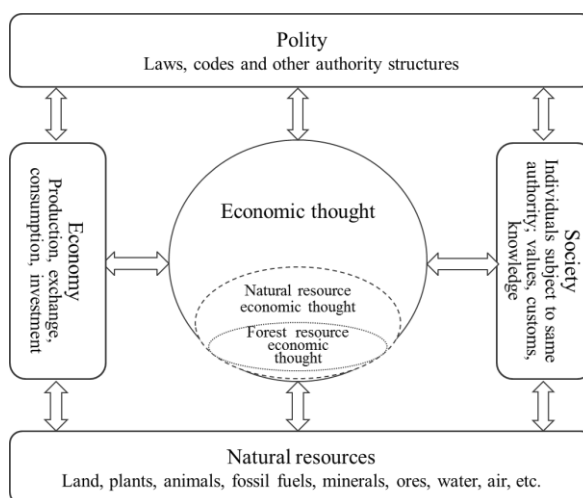 Polity
Laws, codes and other authority structures
Economy
Production, exchange,
consumption, investment
Economic thought
Natural resource
economic thought
Forest resource
economic
thought
Society
Individuals subject to same
authority; values, customs,
knowledge
Natural resources
Land, plants, animals, fossil fuels, minerals, ores, water, air, etc.